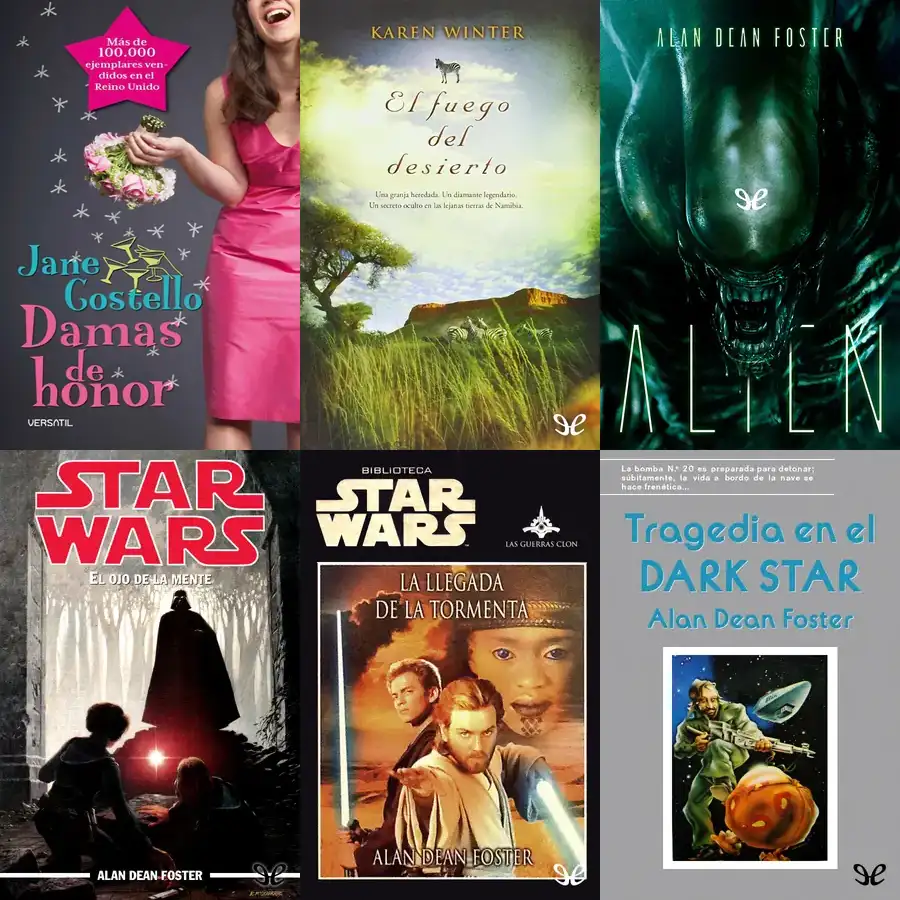 Más de
100.000
ejemplares ven-
didos en el
Reino Unido
Jane
Costello
Damas
de
honor
VERSATIL
KAREN WINTER
El fuego
del
desierto
Una granja heredada. Un diamante legendario.
Un secreto oculto en las lejanas tierras de Namibia.
ALAN DEAN FOSTER
ALIEN
STAR
WARS
EL OJO DE LA MENTE
ALAN DEAN FOSTER
BIBLIOTECA
STAR
WARS
LAS GUERRAS CLON
LA LLEGADA
DE LA TORMENTA
ALAN DEAN FOSTER
La bomba N.º 20 es preparada para detonar;
súbitamente, la vida a bordo de la nave se
hace frenética...
Tragedia en el
DARK STAR
Alan Dean Foster